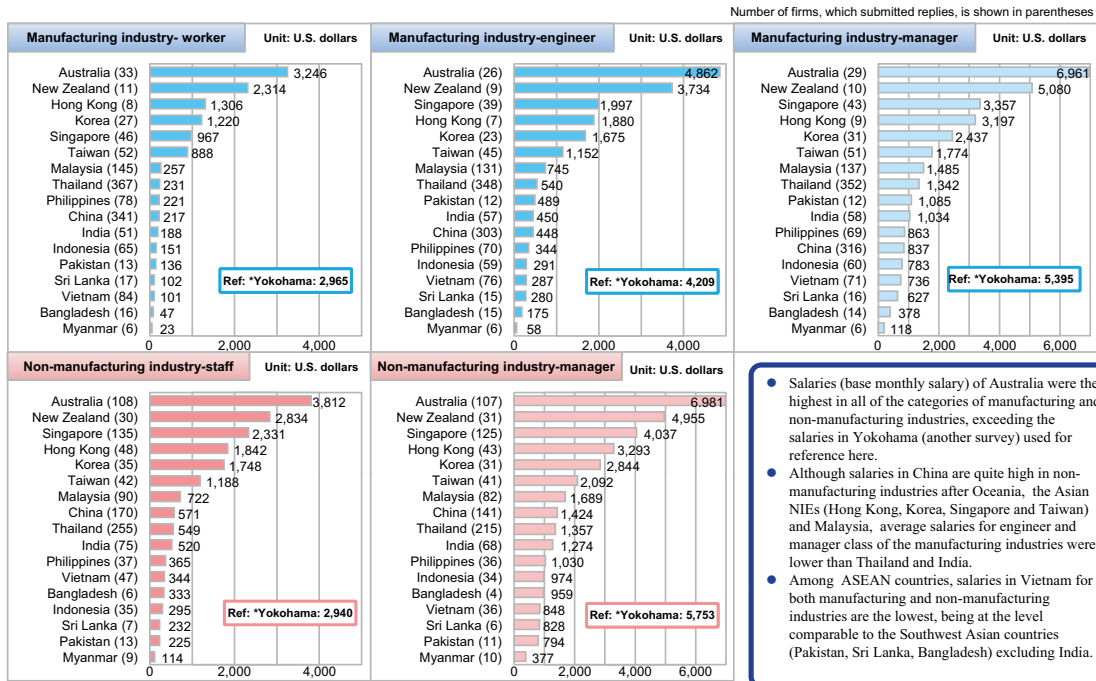 Number of firms, which submitted replies, is shown in parentheses
Manufacturing industry- worker Unit: U.S. dollars
Australia (33) 3,246
New Zealand (11) 2,314
Hong Kong (8) 1,306
Korea (27) 1,220
Singapore (46) 967
Taiwan (52) 888
Malaysia (145) 257
Thailand (367) 231
Philippines (78) 221
China (341) 217
India (51) 188
Indonesia (65) 151
Pakistan (13) 136
Sri Lanka (17) 102
Vietnam (84) 101
Bangladesh (16) 47
Myanmar (6) 23
Ref: *Yokohama: 2,965
0 2,000 4,000
Manufacturing industry-engineer Unit: U.S. dollars
Australia (26) 4,862
New Zealand (9) 3,734
Singapore (39) 1,997
Hong Kong (7) 1,880
Korea (23) 1,675
Taiwan (45) 1,152
Malaysia (131) 745
Thailand (348) 540
Pakistan (12) 489
India (57) 450
China (303) 448
Philippines (70) 344
Indonesia (59) 291
Vietnam (76) 287
Sri Lanka (15) 280
Bangladesh (15) 175
Myanmar (6) 58
Ref: *Yokohama: 4,209
0 2,000 4,000
Manufacturing industry-manager Unit: U.S. dollars
Australia (29) 6,961
New Zealand (10) 5,080
Singapore (43) 3,357
Hong Kong (9) 3,197
Korea (31) 2,437
Taiwan (51) 1,774
Malaysia (137) 1,485
Thailand (352) 1,342
Pakistan (12) 1,085
India (58) 1,034
Philippines (69) 863
China (316) 837
Indonesia (60) 783
Vietnam (71) 736
Sri Lanka (16) 627
Bangladesh (14) 378
Myanmar (6) 118
Ref: *Yokohama: 5,395
0 2,000 4,000 6,000
Non-manufacturing industry-staff Unit: U.S. dollars
Australia (108) 3,812
New Zealand (30) 2,834
Singapore (135) 2,331
Hong Kong (48) 1,842
Korea (35) 1,748
Taiwan (42) 1,188
Malaysia (90) 722
China (170) 571
Thailand (255) 549
India (75) 520
Philippines (37) 365
Vietnam (47) 344
Bangladesh (6) 333
Indonesia (35) 295
Sri Lanka (7) 232
Pakistan (13) 225
Myanmar (9) 114
Ref: *Yokohama: 2,940
0 2,000 4,000
Non-manufacturing industry-manager Unit: U.S. dollars
Australia (107) 6.981
New Zealand (31) 4,955
Singapore (125) 4,037
Hong Kong (43) 3,293
Korea (31) 2,844
Taiwan (41) 2,092
Malaysia (82) 1,689
China (141) 1,424
Thailand (215) 1,357
India (68) 1,274
Philippines (36) 1,030
Indonesia (34) 974
Bangladesh (4) 959
Vietnam (36) 848
Sri Lanka (6) 828
Pakistan (11) 794
Myanmar (10) 377
Ref: *Yokohama: 5,753
0 2,000 4,000 6,000
● Salaries (base monthly salary) of Australia were the
highest in all of the categories of manufacturing and
non-manufacturing industries, exceeding the
salaries in Yokohama (another survey) used for
reference here.
● Although salaries in China are quite high in non-
manufacturing industries after Oceania, the Asian
NIEs (Hong Kong, Korea, Singapore and Taiwan)
and Malaysia, average salaries for engineer and
manager class of the manufacturing industries were
lower than Thailand and India.
● Among ASEAN countries, salaries in Vietnam for
both manufacturing and non-manufacturing
industries are the lowest, being at the level
comparable to the Southwest Asian countries
(Pakistan, Sri Lanka, Bangladesh) excluding India.